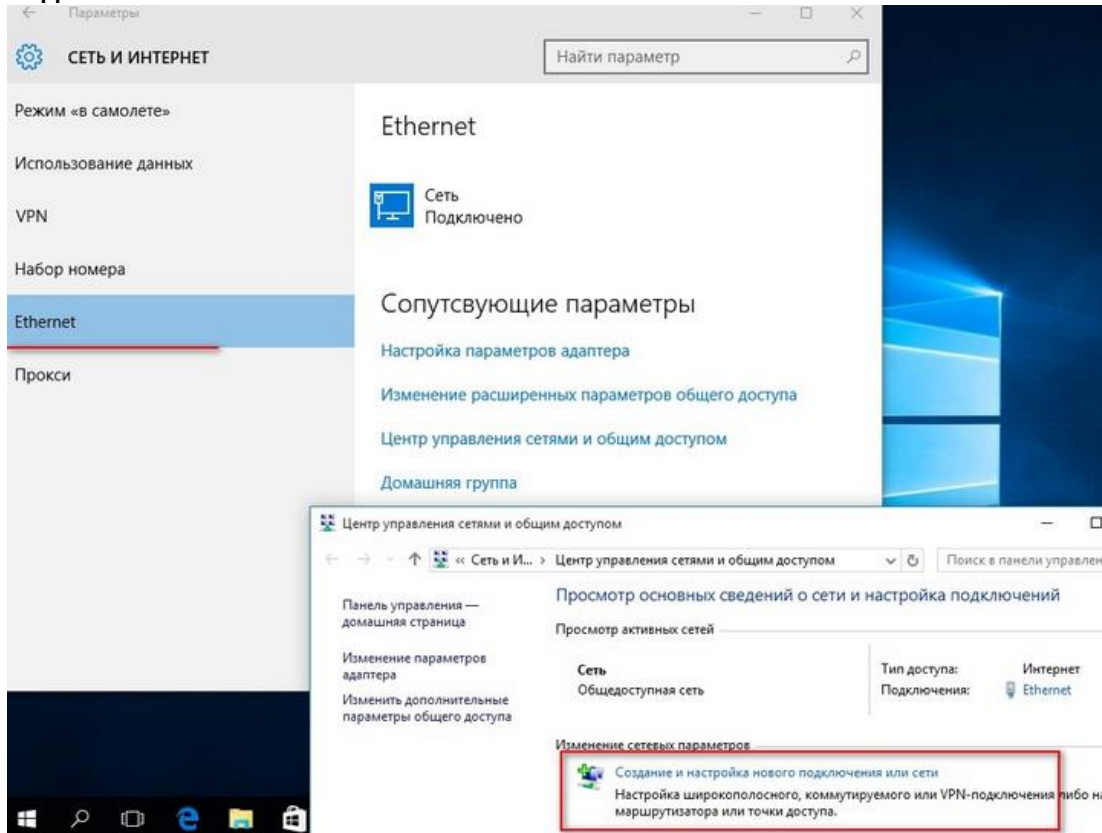 Параметры
СЕТЬ И ИНТЕРНЕТ
Найти параметр
Режим «в самолете»
Использование данных
VPN
Набор номера
Ethernet
Прокси
Ethernet
Сеть
Подключено
Сопутсвующие параметры
Настройка параметров адаптера
Изменение расширенных параметров общего доступа
Центр управления сетями и общим доступом
Домашняя группа
Центр управления сетями и общим доступом
« Сеть и И... › Центр управления сетями и общим доступом
Поиск в панели управлен
Панель управления —
домашняя страница
Изменение параметров
адаптера
Изменить дополнительные
параметры общего доступа
Просмотр основных сведений о сети и настройка подключений
Просмотр активных сетей
Сеть
Общедоступная сеть
Тип доступа: Интернет
Подключения: Ethernet
Изменение сетевых параметров
Создание и настройка нового подключения или сети
Настройка широкополосного, коммутируемого или VPN-подключения либо на
маршрутизатора или точки доступа.